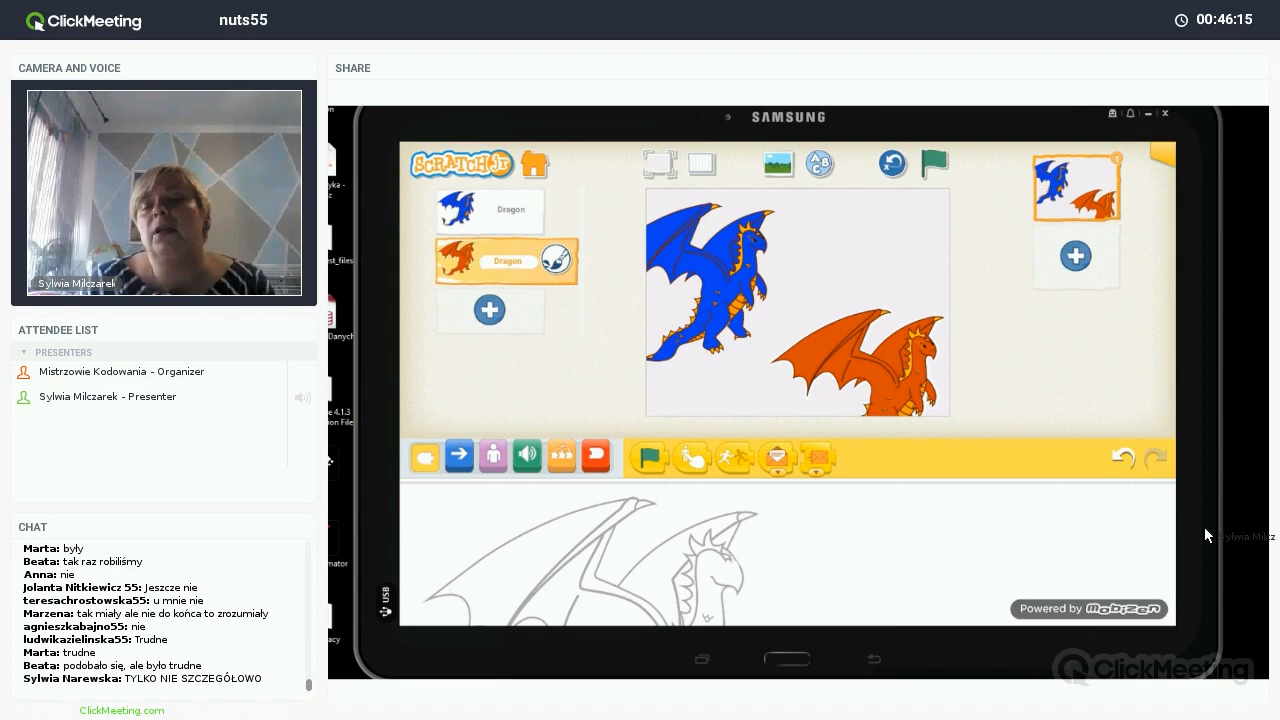 ClickMeeting
nuts55
00:46:15
CAMERA AND VOICE
Sylwia Milczarek
ATTENDEE LIST
PRESENTERS
Mistrzowie Kodowania - Organizer
Sylwia Milczarek - Presenter
CHAT
Marta: były
Beata: tak raz robiliśmy
Anna: nie
Jolanta Nitkiewicz 55: Jeszcze nie
teresachrostowska55: u mnie nie
Marzena: tak miały ale nie do końca to zrozumiały
agnieszkabajno55: nie
ludwikazielinska55: Trudne
Marta: trudne
Beata: podobało się, ale było trudne
Sylwia Narewska: TYLKO NIE SZCZEGÓŁOWO
ClickMeeting.com
SHARE
SAMSUNG
SCRATCH Jr
ABC
1
Dragon
Dragon
USB
Powered by Mobizen
ClickMeeting